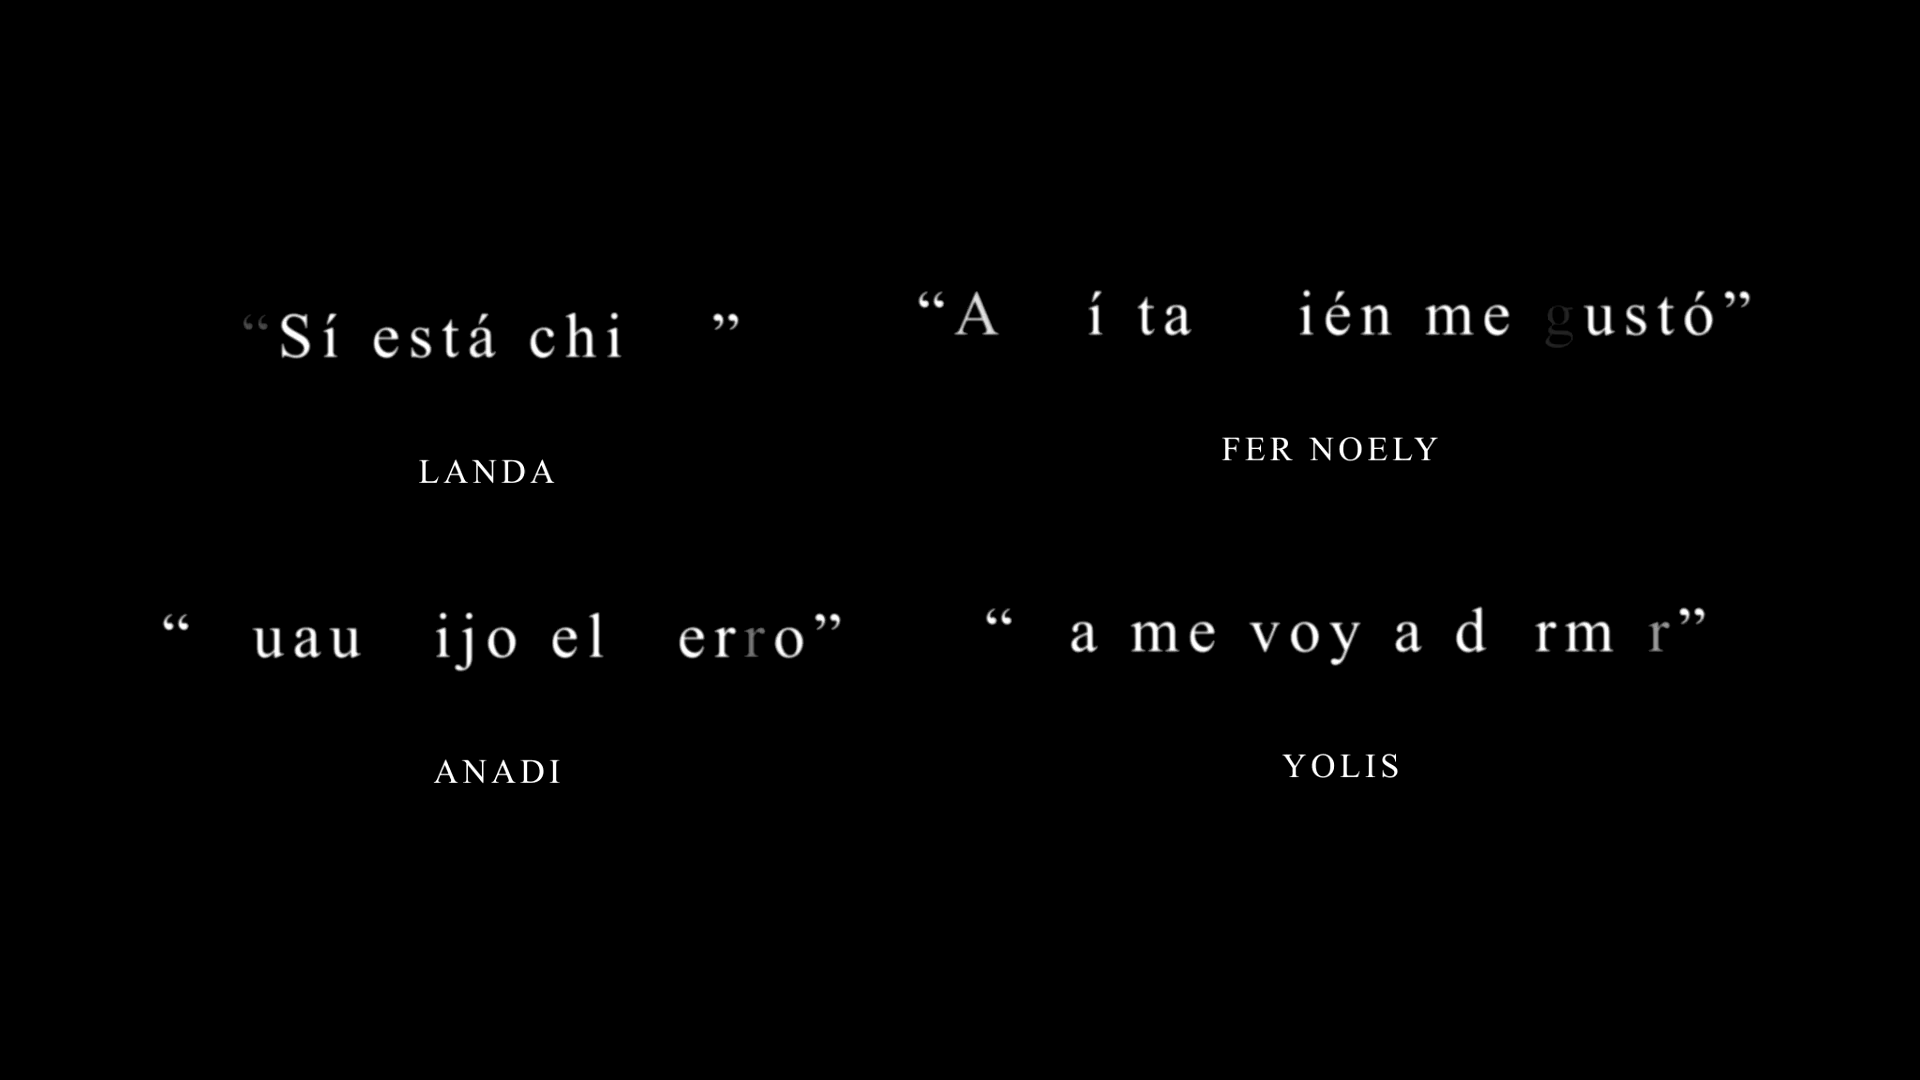 “Sí está chi ”
LANDA
“A í ta ién me gustó”
FER NOELY
“ uau ijo el erro”
ANADI
“ a me voy a d rm r”
YOLIS